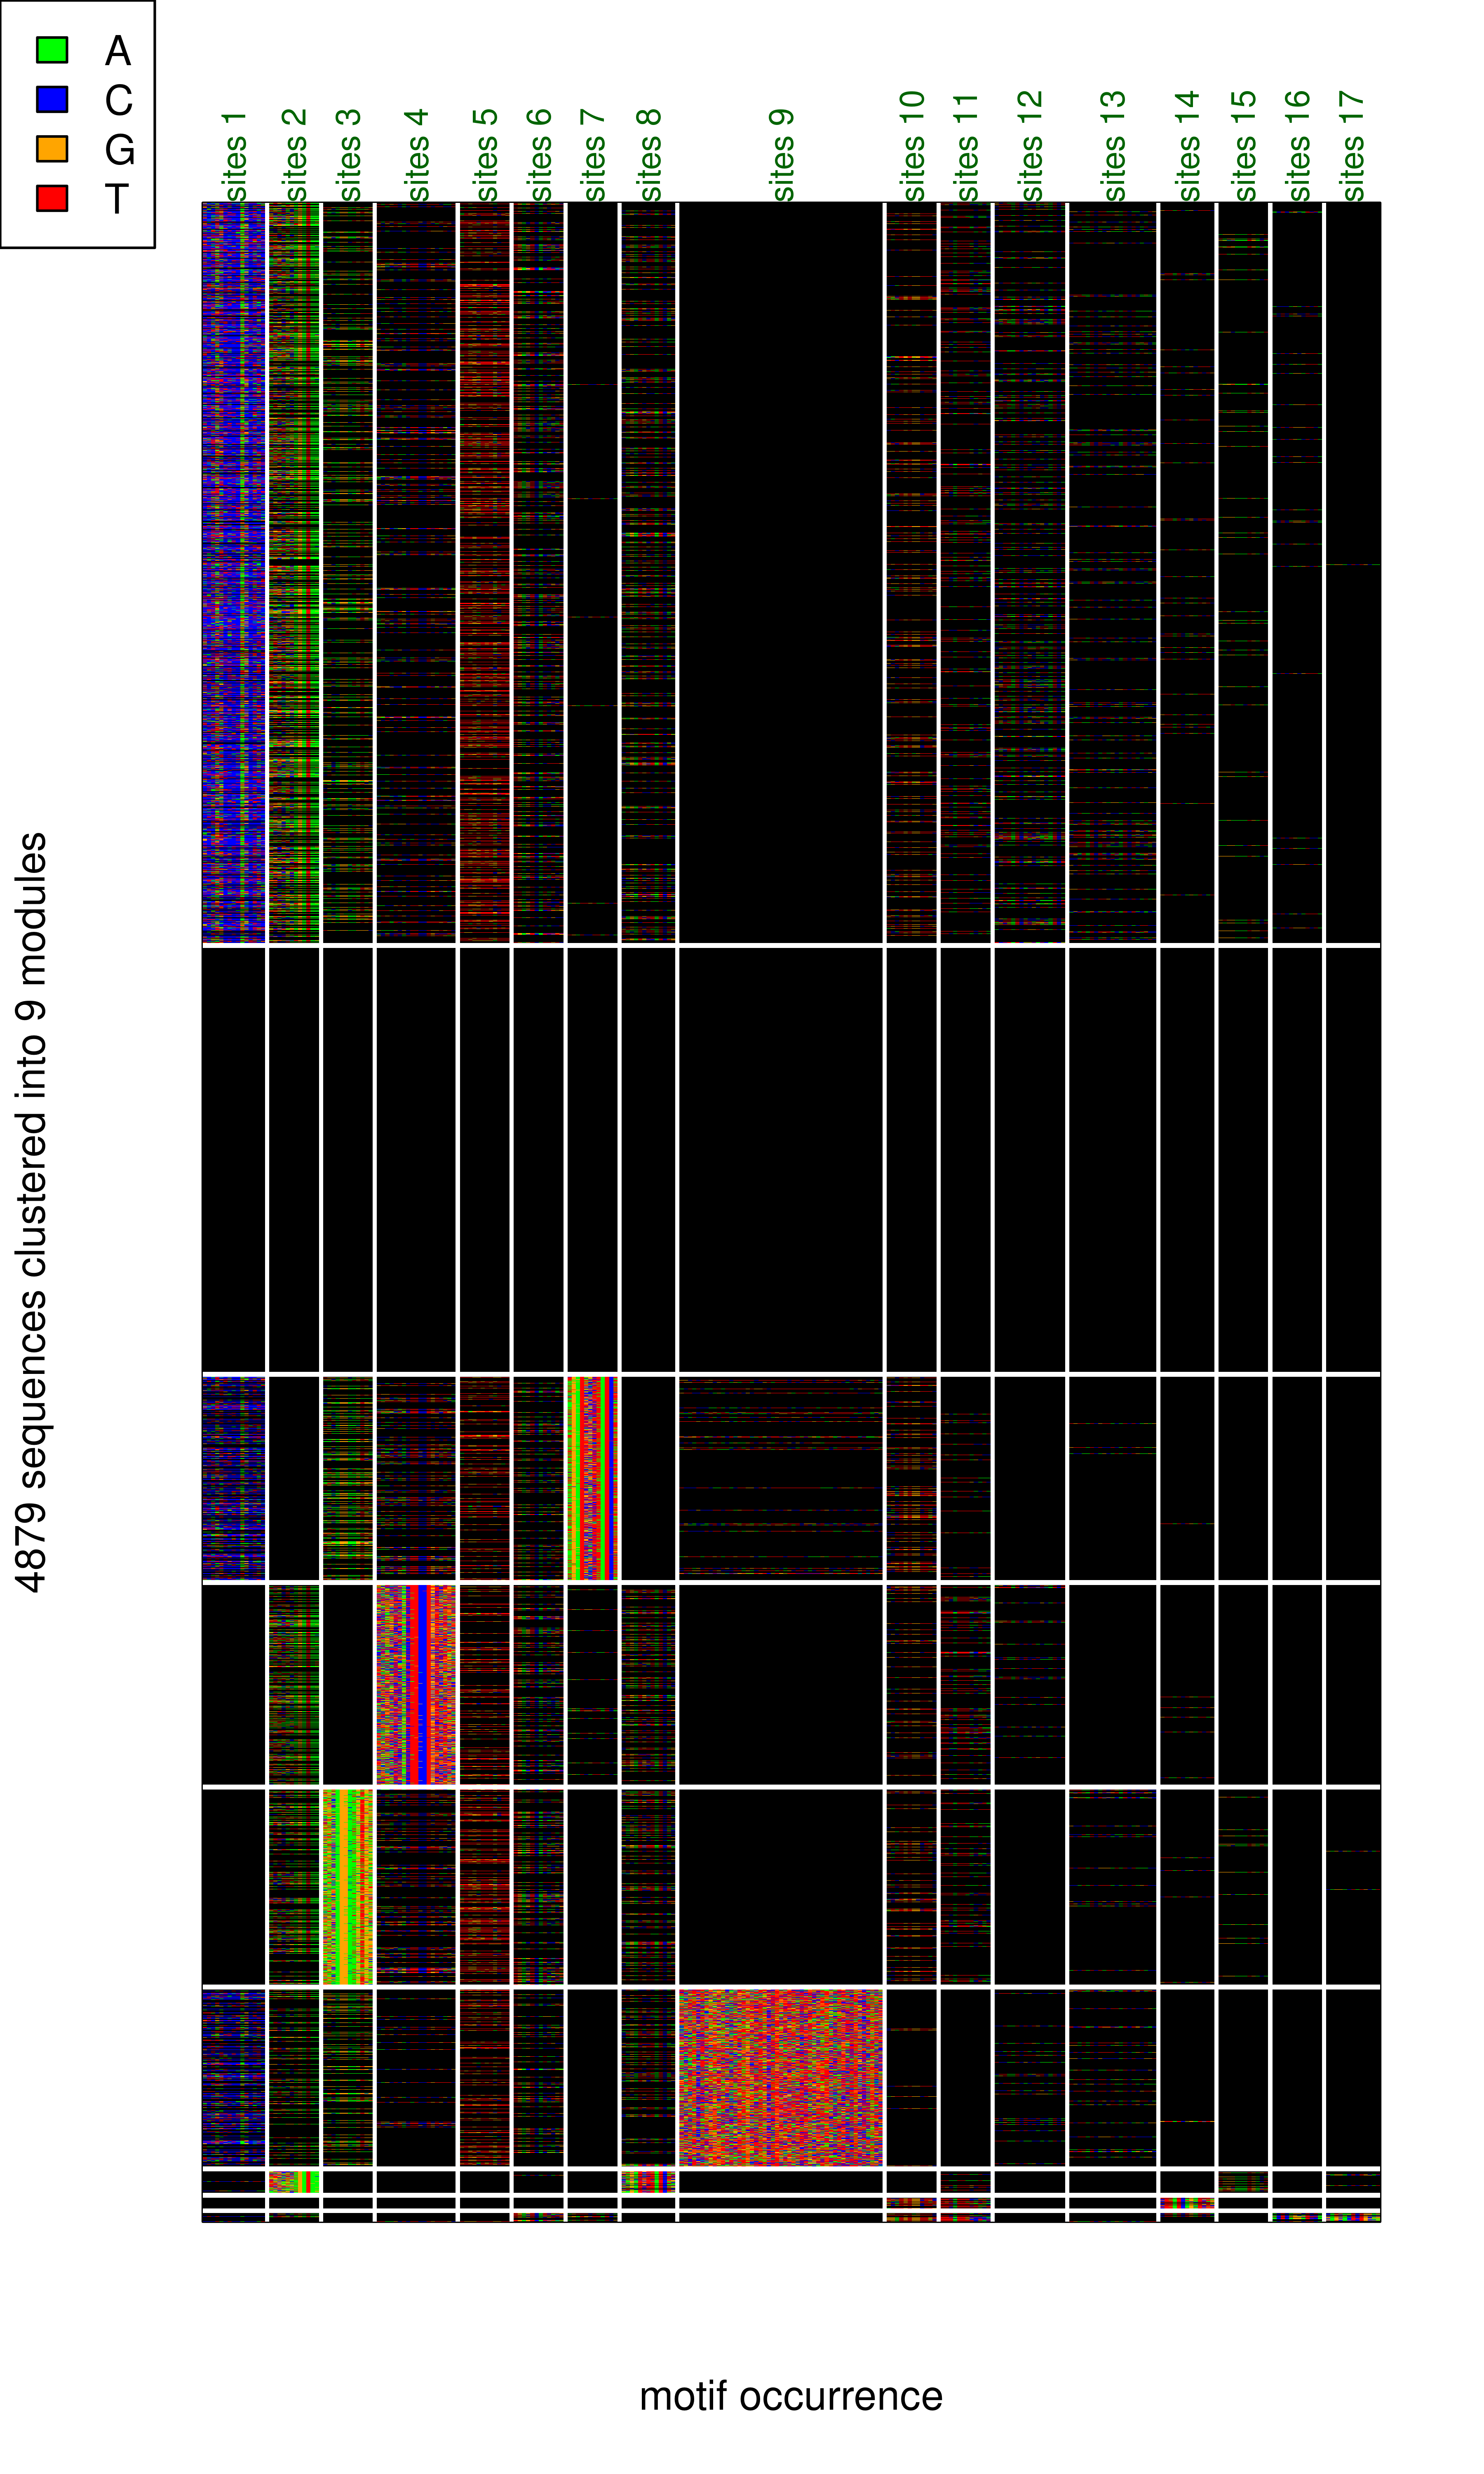 A
C
G
T
sites 1
sites 2
sites 3
sites 4
sites 5
sites 6
sites 7
sites 8
sites 9
sites 10
sites 11
sites 12
sites 13
sites 14
sites 15
sites 16
sites 17
4879 sequences clustered into 9 modules
motif occurrence